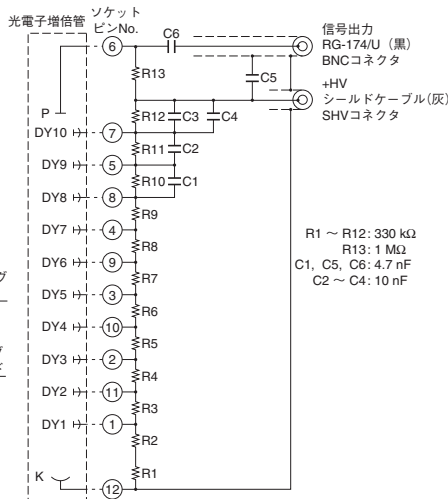 光電子増倍管
ソケット
ピンNo.
信号出力
RG-174/U（黒）
BNCコネクタ
+HV
シールドケーブル(灰)
SHVコネクタ
6
C6
R13
C5
P
R12
C3
C4
DY10
7
R11
C2
DY9
5
R10
C1
DY8
8
R9
DY7
4
R8
DY6
9
R7
DY5
3
R6
DY4
10
R5
DY3
2
R4
DY2
11
R3
DY1
1
R2
R1
K
12
R1 ～ R12: 330 kΩ
R13: 1 MΩ
C1, C5, C6: 4.7 nF
C2 ～ C4: 10 nF
グ